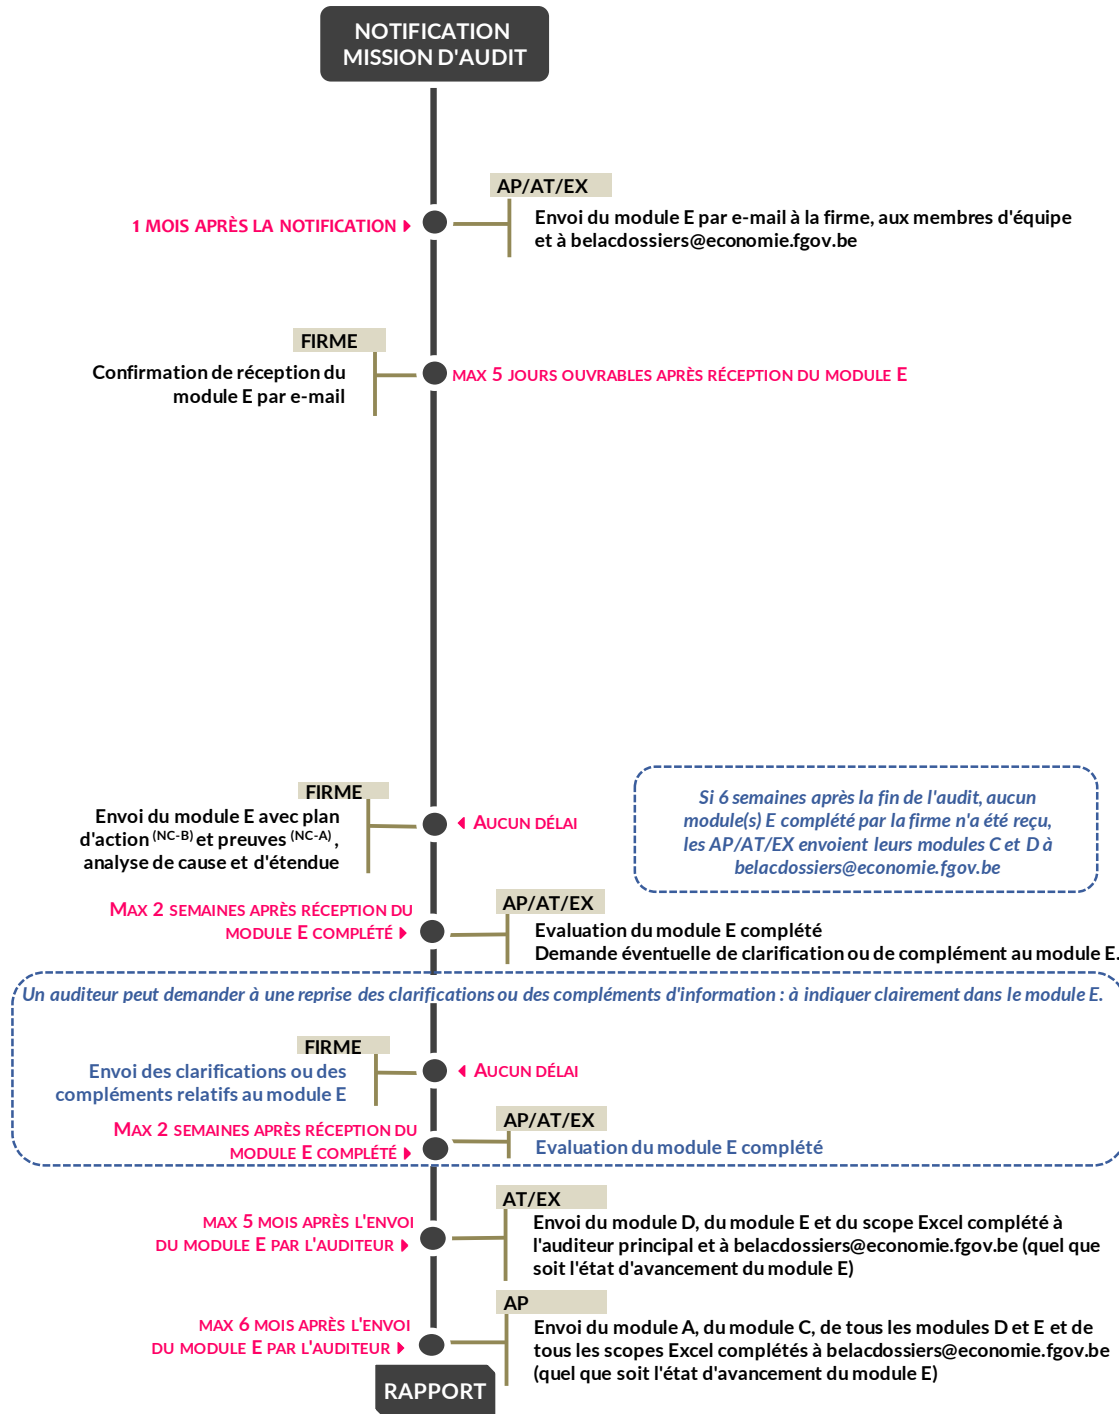 NOTIFICATION
MISSION D'AUDIT
AP/AT/EX
1 MOIS APRÈS LA NOTIFICATION
Envoi du module E par e-mail à la firme, aux membres d'équipe
et à belacdossiers@economie.fgov.be
FIRME
Confirmation de réception du
module E par e-mail
MAX 5 JOURS OUVRABLES APRÈS RÉCEPTION DU MODULE E
FIRME
Envoi du module E avec plan
d'action (NC-B) et preuves (NC-A) ,
analyse de cause et d'étendue
AUCUN DÉLAI
Si 6 semaines après la fin de l'audit, aucun
module(s) E complété par la firme n'a été reçu,
les AP/AT/EX envoient leurs modules C et D à
belacdossiers@economie.fgov.be
MAX 2 SEMAINES APRÈS RÉCEPTION DU
MODULE E COMPLÉTÉ
AP/AT/EX
Evaluation du module E complété
Demande éventuelle de clarification ou de complément au module E.
Un auditeur peut demander à une reprise des clarifications ou des compléments d'information : à indiquer clairement dans le module E.
FIRME
Envoi des clarifications ou des
compléments relatifs au module E
AUCUN DÉLAI
MAX 2 SEMAINES APRÈS RÉCEPTION DU
MODULE E COMPLÉTÉ
AP/AT/EX
Evaluation du module E complété
MAX 5 MOIS APRÈS L'ENVOI
DU MODULE E PAR L'AUDITEUR
AT/EX
Envoi du module D, du module E et du scope Excel complété à
l'auditeur principal et à belacdossiers@economie.fgov.be (quel que
soit l'état d'avancement du module E)
MAX 6 MOIS APRÈS L'ENVOI
DU MODULE E PAR L'AUDITEUR
AP
Envoi du module A, du module C, de tous les modules D et E et de
tous les scopes Excel complétés à belacdossiers@economie.fgov.be
(quel que soit l'état d'avancement du module E)
RAPPORT